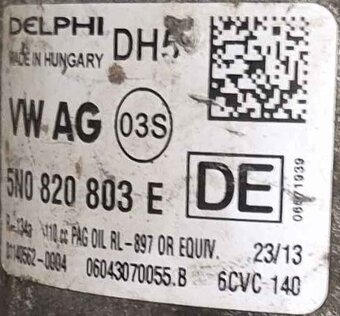 DELPHI
MADE IN HUNGARY
VW AG 03S
5N0 820 803 E DE
110 cc PAG OIL RL-897 OR EQUIV. 23/13
06043070055.B 6CVC 140